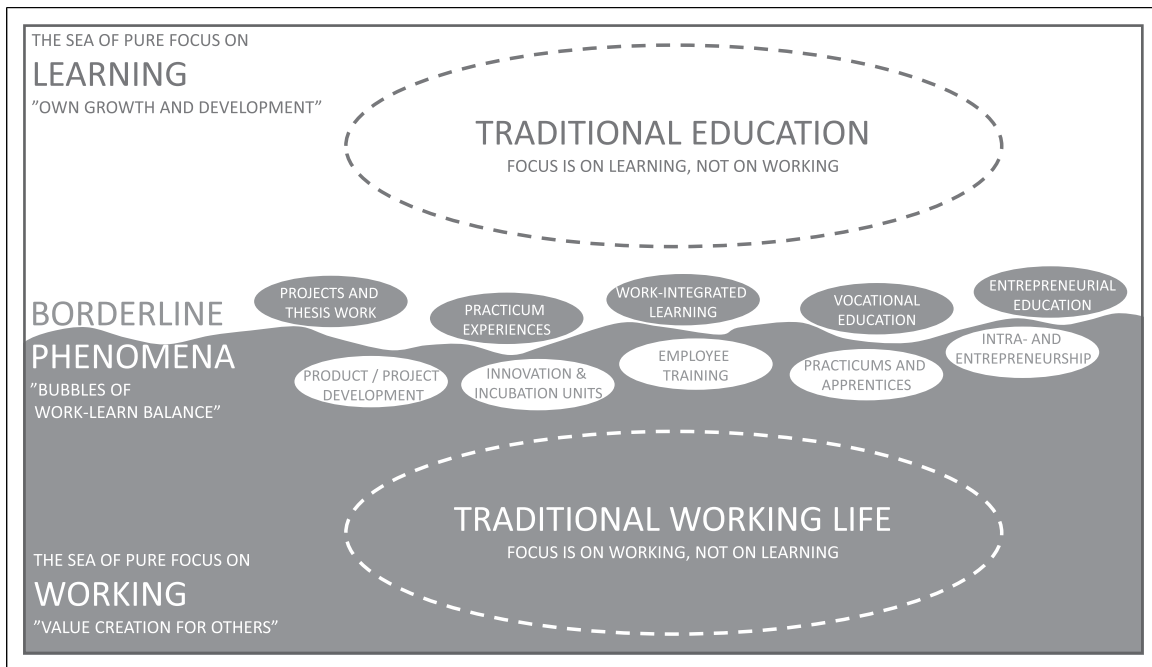 THE SEA OF PURE FOCUS ON
LEARNING
”OWN GROWTH AND DEVELOPMENT”
TRADITIONAL EDUCATION
FOCUS IS ON LEARNING, NOT ON WORKING
BORDERLINE
PHENOMENA
”BUBBLES OF
WORK-LEARN BALANCE”
PROJECTS AND
THESIS WORK
PRACTICUM
EXPERIENCES
WORK-INTEGRATED
LEARNING
VOCATIONAL
EDUCATION
ENTREPRENEURIAL
EDUCATION
PRODUCT / PROJECT
DEVELOPMENT
INNOVATION &
INCUBATION UNITS
EMPLOYEE
TRAINING
PRACTICUMS AND
APPRENTICES
INTRA- AND
ENTREPRENEURSHIP
TRADITIONAL WORKING LIFE
FOCUS IS ON WORKING, NOT ON LEARNING
THE SEA OF PURE FOCUS ON
WORKING
”VALUE CREATION FOR OTHERS”